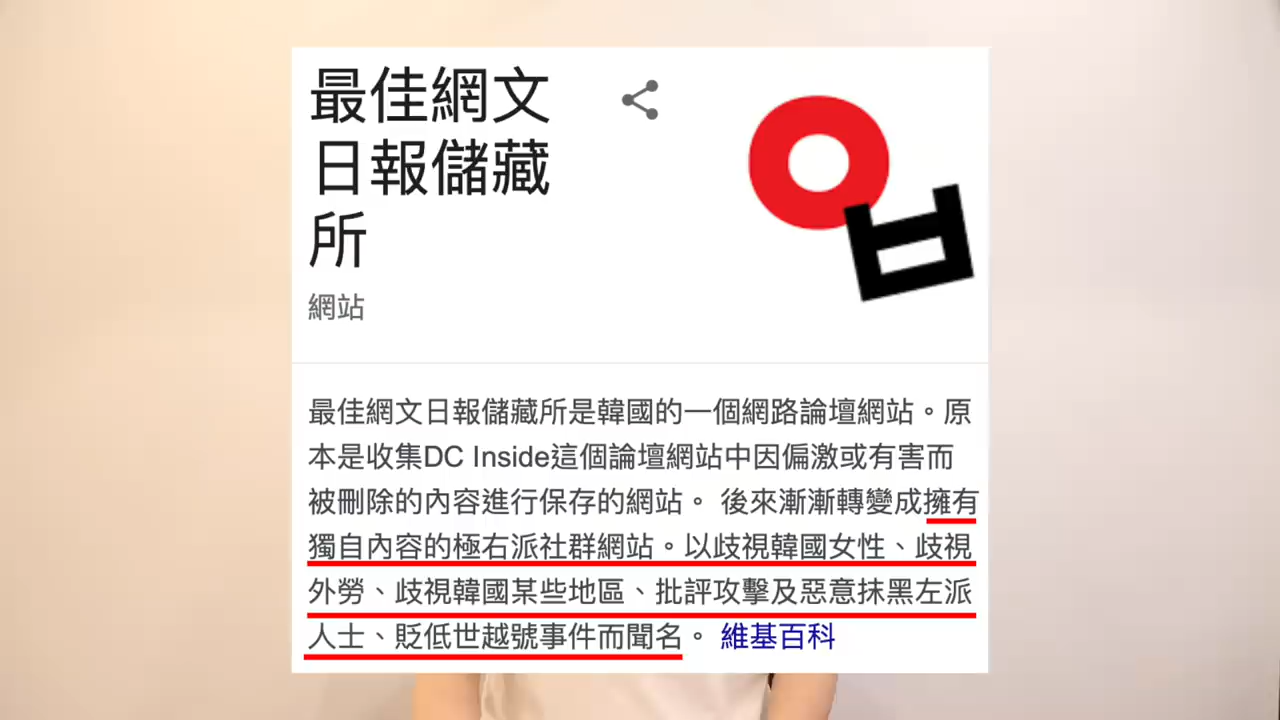 最佳網文
日報儲藏
所
網站
最佳網文日報儲藏所是韓國的一個網路論壇網站。原
本是收集DC Inside這個論壇網站中因偏激或有害而
被刪除的內容進行保存的網站。 後來漸漸轉變成擁有
獨自內容的極右派社群網站。以歧視韓國女性、歧視
外勞、歧視韓國某些地區、批評攻擊及惡意抹黑左派
人士、貶低世越號事件而聞名。 維基百科